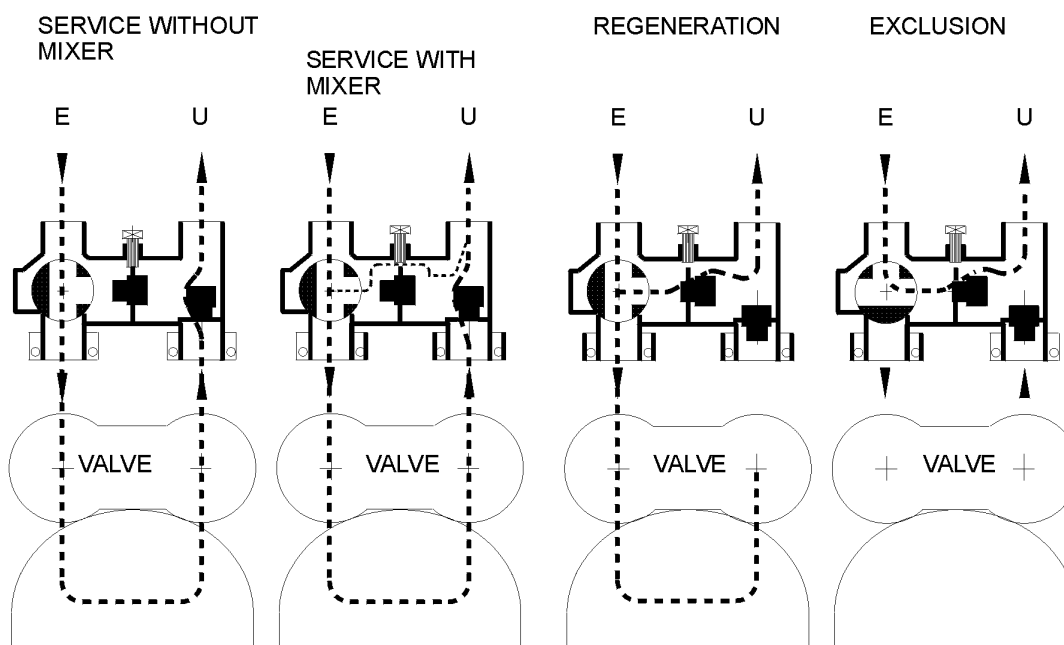 SERVICE WITHOUT
MIXER
SERVICE WITH
MIXER
REGENERATION
EXCLUSION
E U
E U
E U
E U
VALVE
VALVE
VALVE
VALVE